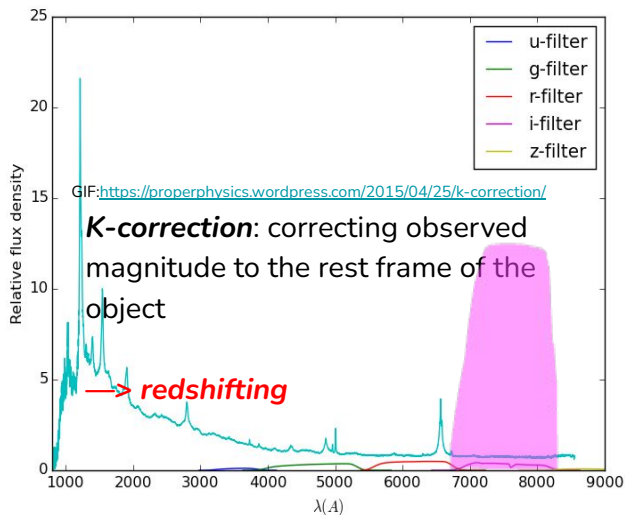 25
20
15
10
5
0
Relative flux density
u-filter
g-filter
r-filter
i-filter
z-filter
GIF:https://properphysics.wordpress.com/2015/04/25/k-correction/
K-correction: correcting observed
magnitude to the rest frame of the
object
--> redshifting
1000 2000 3000 4000 5000 6000 7000 8000 9000
λ(A)